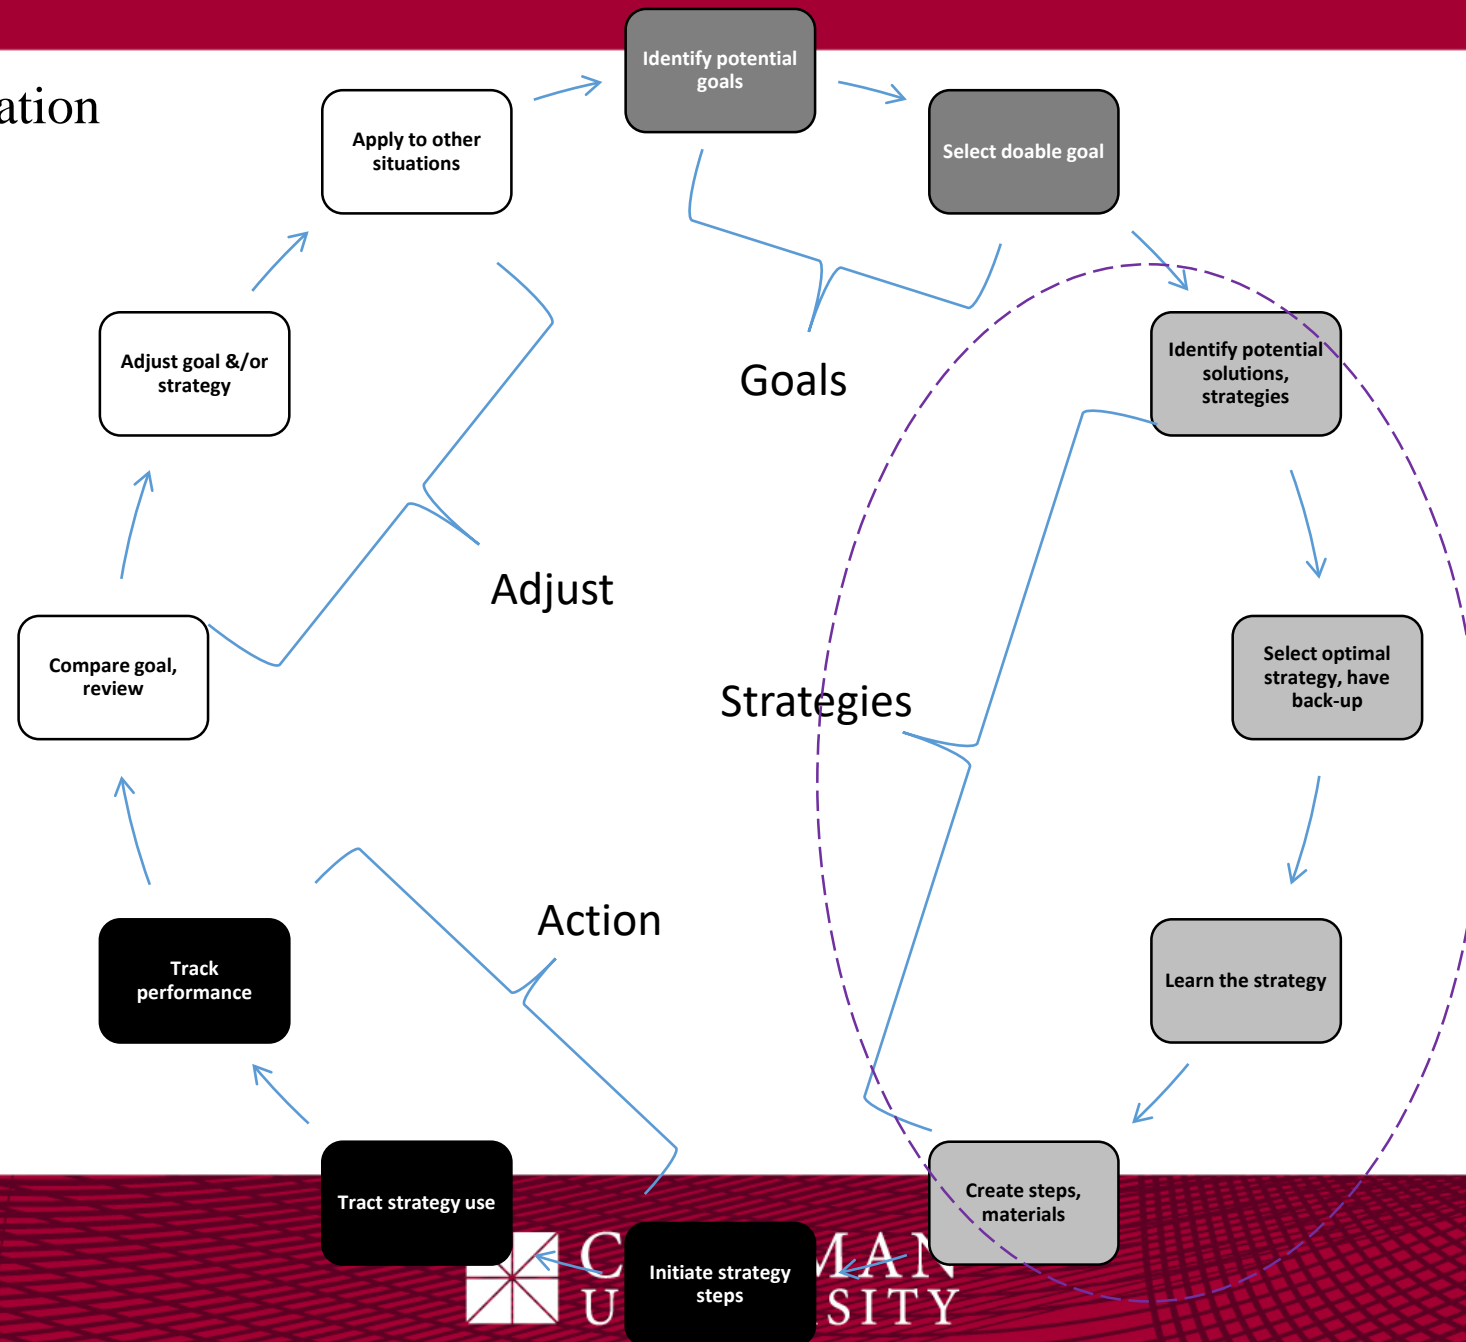 ation
Identify potential
goals
Select doable goal
Identify potential
solutions,
strategies
Select optimal
strategy, have
back-up
Learn the strategy
Create steps,
materials
Initiate strategy
steps
Tract strategy use
Track
performance
Compare goal,
review
Adjust goal &/or
strategy
Apply to other
situations
Goals
Strategies
Action
Adjust